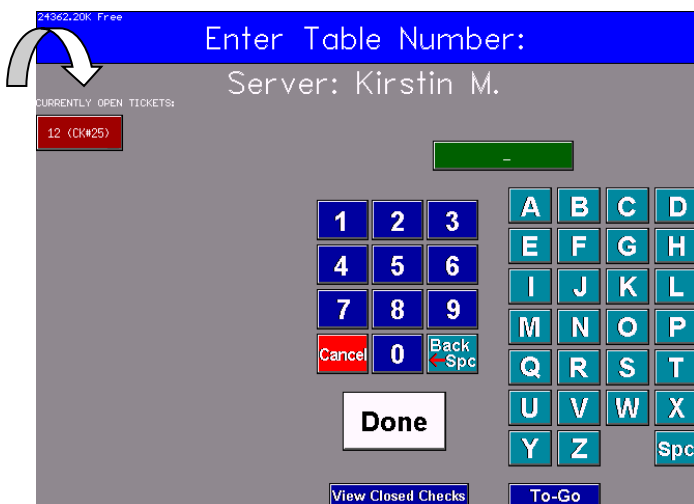 24362.20K Free
Enter Table Number:
Server: Kirstin M.
CURRENTLY OPEN TICKETS:
12 (CK#25)
_
1 2 3
4 5 6
7 8 9
Cancel 0 Back
←Spc
Done
View Closed Checks
A B C D
E F G H
I J K L
M N O P
Q R S T
U V W X
Y Z Spc
To-Go